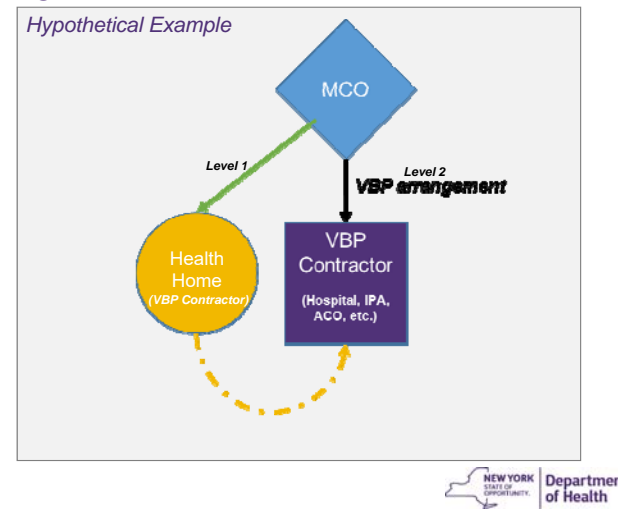 Hypothetical Example
MCO
Level 1
Level 2
VBP arrangement
Health
Home
(VBP Contractor)
VBP
Contractor
(Hospital, IPA,
ACO, etc.)
NEW YORK
STATE OF
OPPORTUNITY.
Departmen
of Health